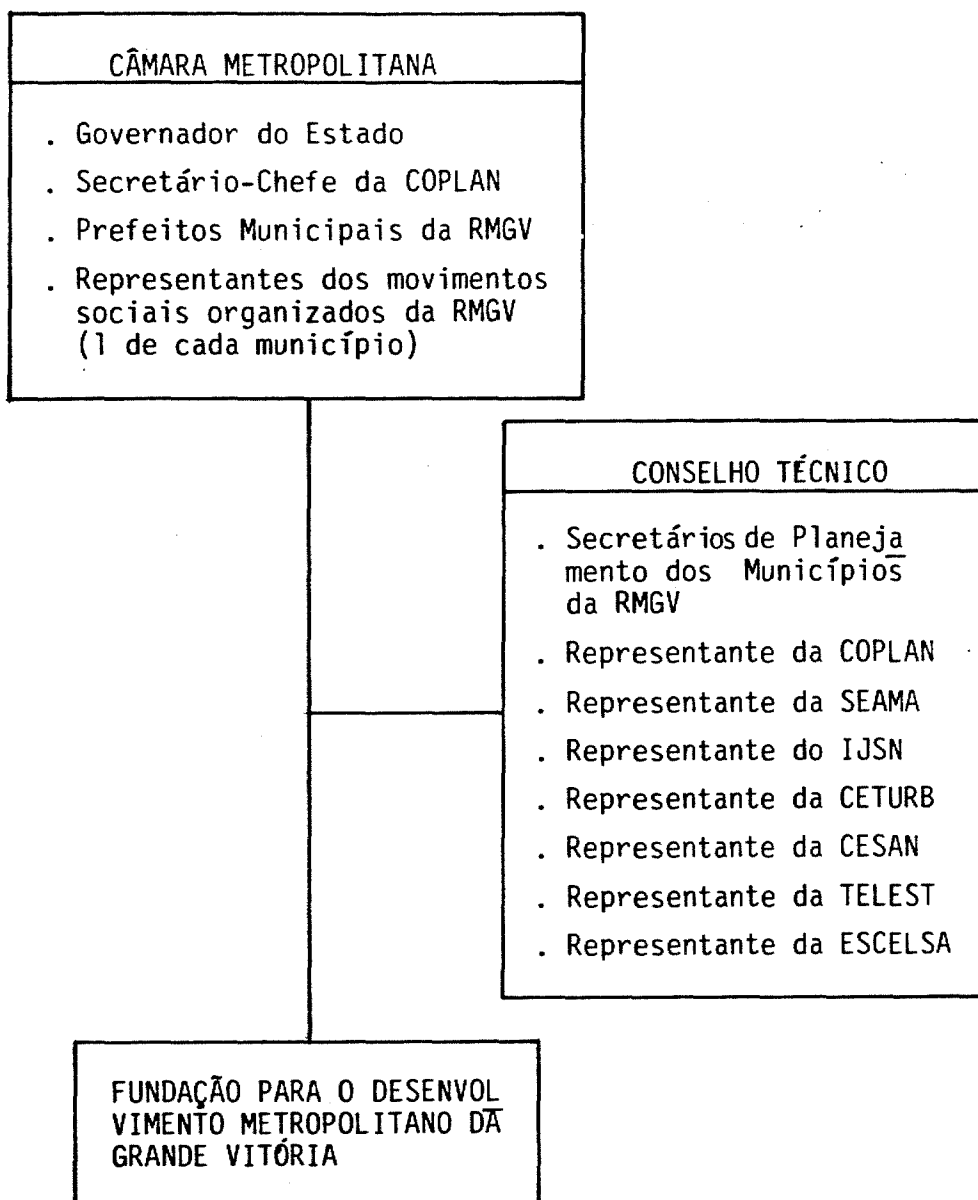 CÂMARA METROPOLITANA
. Governador do Estado
. Secretário-Chefe da COPLAN
. Prefeitos Municipais da RMGV
. Representantes dos movimentos
sociais organizados da RMGV
(1 de cada município)
CONSELHO TÉCNICO
. Secretários de Planeja
mento dos Municípios
da RMGV
. Representante da COPLAN
. Representante da SEAMA
. Representante do IJSN
. Representante da CETURB
. Representante da CESAN
. Representante da TELEST
. Representante da ESCELSA
FUNDAÇÃO PARA O DESENVOL
VIMENTO METROPOLITANO DA
GRANDE VITÓRIA